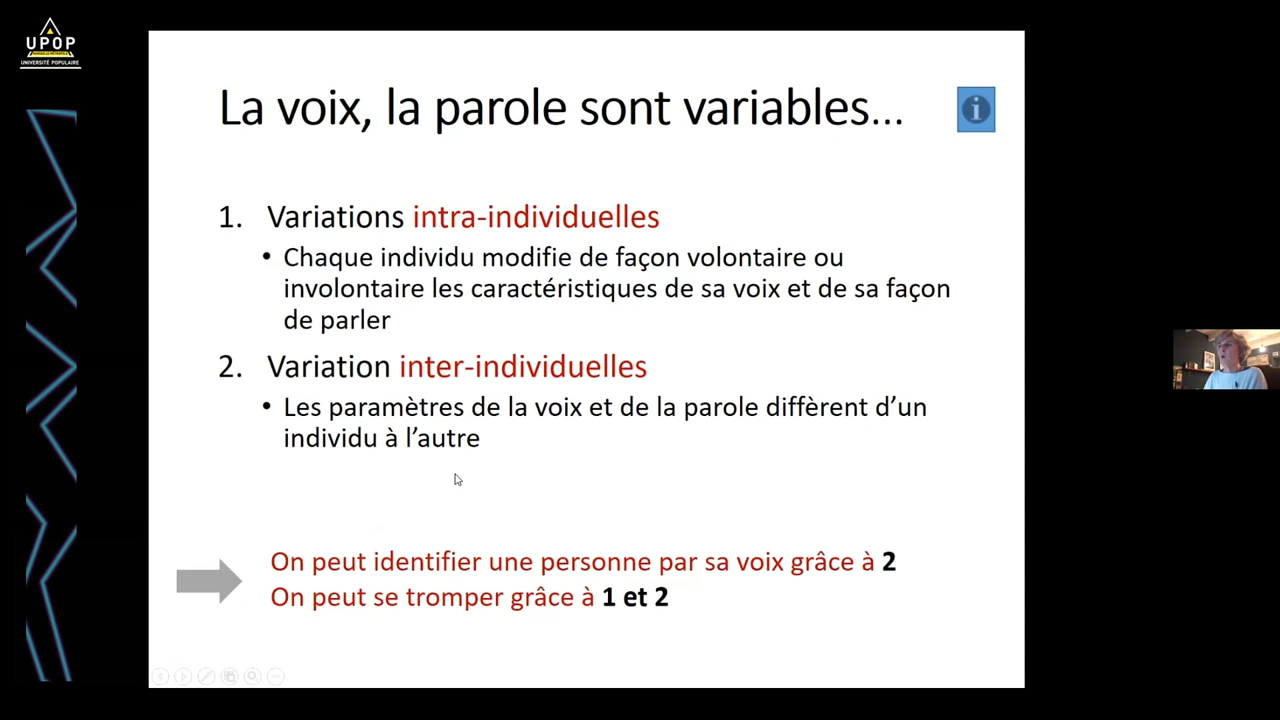 UPOP
MARSEILLE MÉTROPOLE
UNIVERSITÉ POPULAIRE
La voix, la parole sont variables...
i
1. Variations intra-individuelles
• Chaque individu modifie de façon volontaire ou
involontaire les caractéristiques de sa voix et de sa façon
de parler
2. Variation inter-individuelles
• Les paramètres de la voix et de la parole diffèrent d’un
individu à l’autre
On peut identifier une personne par sa voix grâce à 2
On peut se tromper grâce à 1 et 2